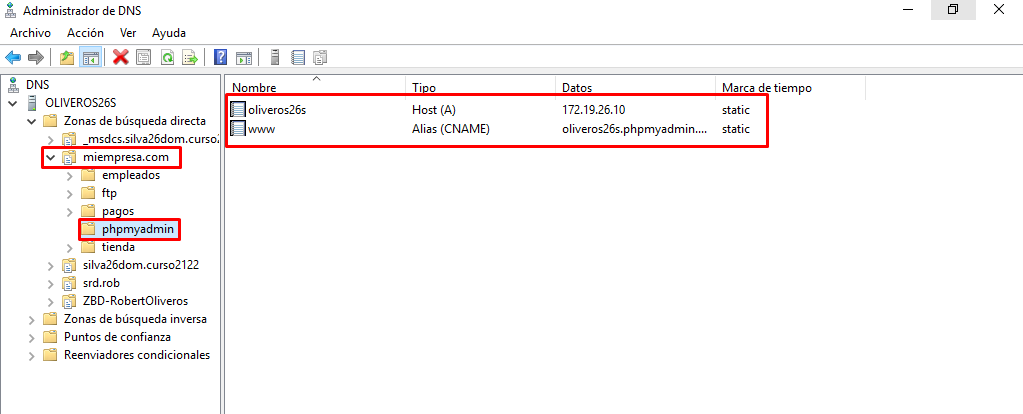 Administrador de DNS
Archivo Acción Ver Ayuda
DNS
OLIVEROS26S
Zonas de búsqueda directa
_msdcs.silva26dom.curso2
miempresa.com
empleados
ftp
pagos
phpmyadmin
tienda
silva26dom.curso2122
srd.rob
ZBD-RobertOliveros
Zonas de búsqueda inversa
Puntos de confianza
Reenviadores condicionales
Nombre Tipo Datos Marca de tiempo
oliveros26s Host (A) 172.19.26.10 static
www Alias (CNAME) oliveros26s.phpmyadmin.... static